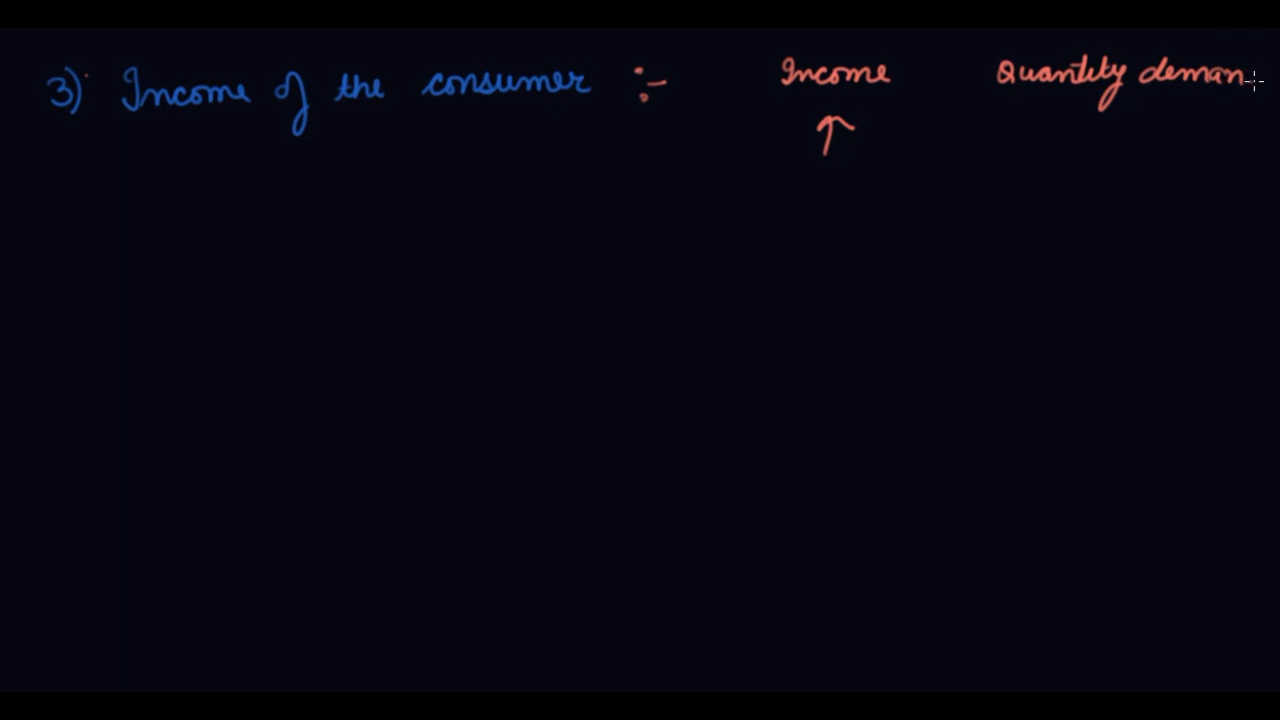 3) Income of the consumer :- Income Quantity deman
↑